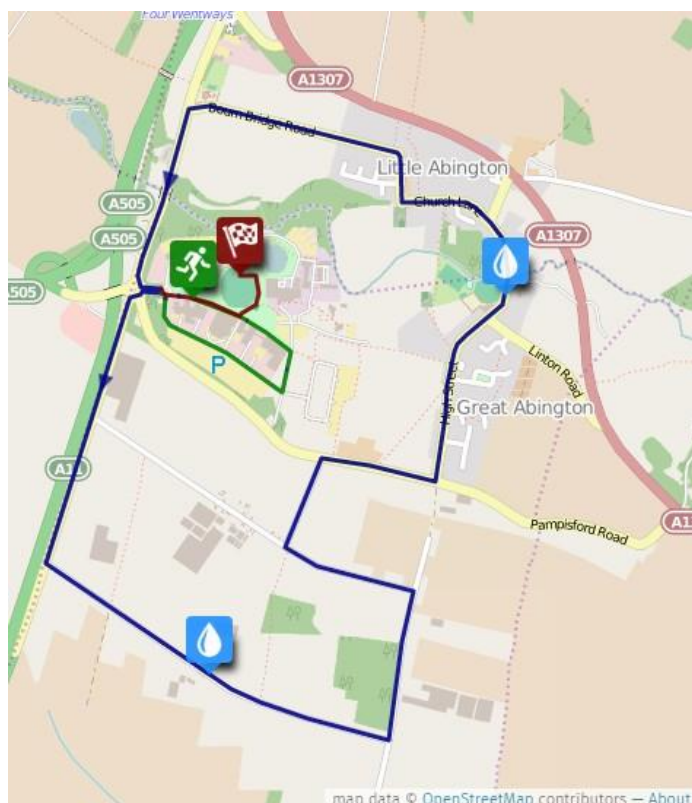 Four Wentways
A1307
Bourn Bridge Road
Little Abington
A505
Church Lane
A505
A1307
A505
P
Linton Road
High Street
Great Abington
A11
Pampisford Road
map data © OpenStreetMap contributors — About